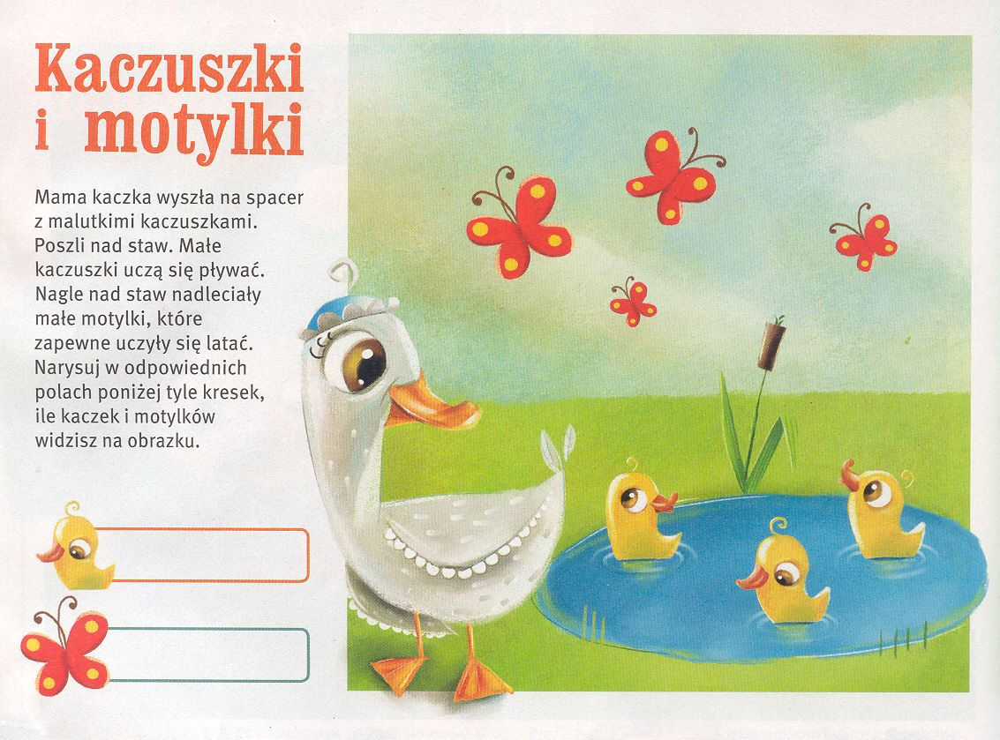 Kaczuszki
i motylki
Mama kaczka wyszła na spacer
z malutkimi kaczuszkami.
Poszli nad staw. Małe
kaczuszki uczą się pływać.
Nagle nad staw nadleciały
małe motylki, które
zapewne uczyły się latać.
Narysuj w odpowiednich
polach poniżej tyle kresek,
ile kaczek i motylków
widzisz na obrazku.